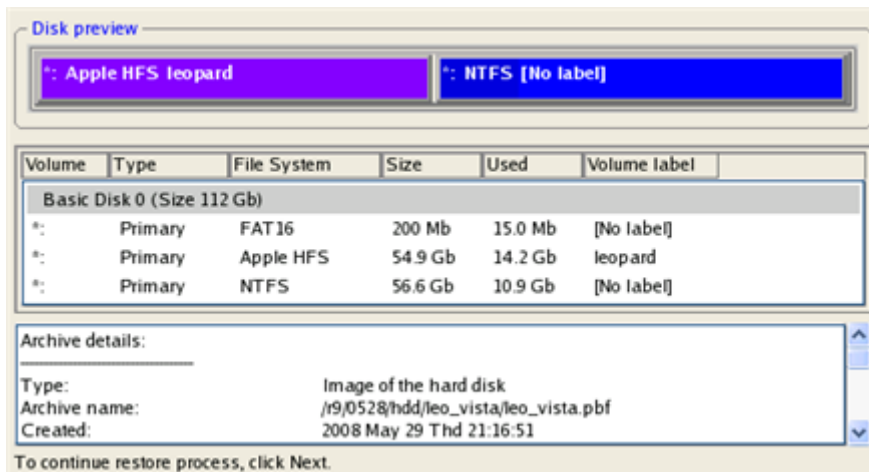 Disk preview
*: Apple HFS leopard *: NTFS [No label]
Volume Type File System Size Used Volume label
Basic Disk 0 (Size 112 Gb)
*: Primary FAT16 200 Mb 15.0 Mb [No label]
*: Primary Apple HFS 54.9 Gb 14.2 Gb leopard
*: Primary NTFS 56.6 Gb 10.9 Gb [No label]
Archive details:
--------------------------------
Type: Image of the hard disk
Archive name: /r9/0528/hdd/leo_vista/leo_vista.pbf
Created: 2008 May 29 Thd 21:16:51
To continue restore process, click Next.